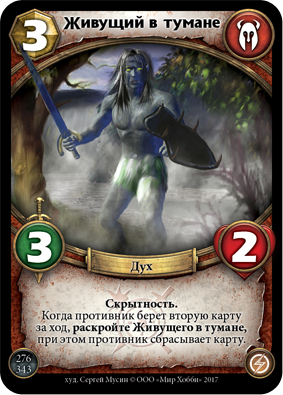 3
Живущий в тумане
3
Дух
2
Скрытность.
Когда противник берет вторую карту
за ход, раскройте Живущего в тумане,
при этом противник сбрасывает карту.
276
343
худ. Сергей Мусин © ООО «Мир Хобби» 2017